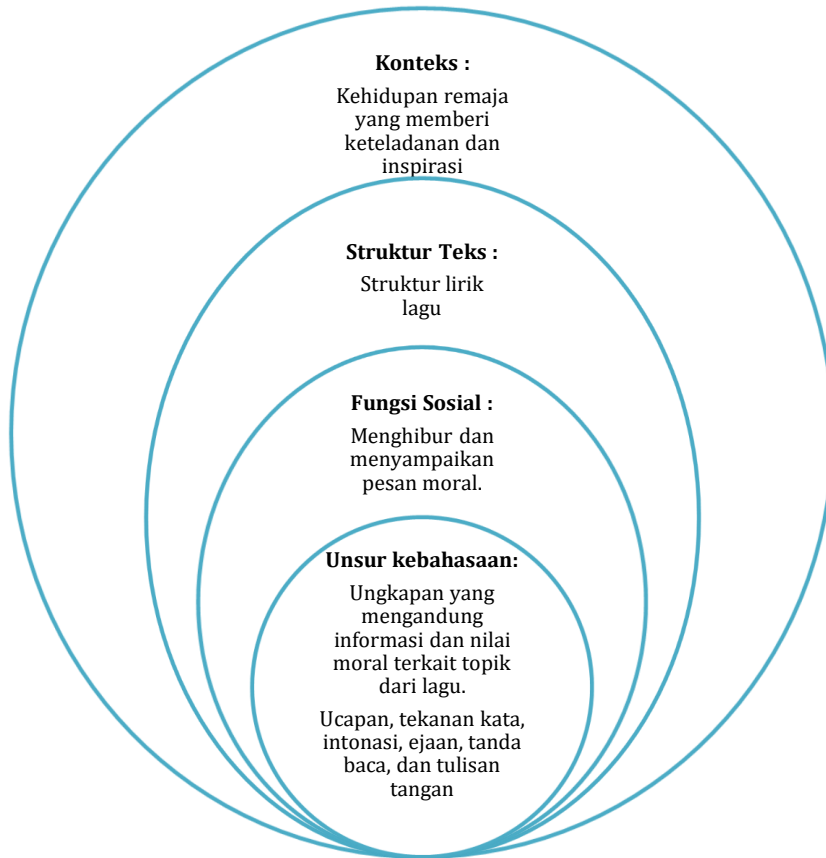 Konteks :
Kehidupan remaja
yang memberi
keteladanan dan
inspirasi
Struktur Teks :
Struktur lirik
lagu
Fungsi Sosial :
Menghibur dan
menyampaikan
pesan moral.
Unsur kebahasaan:
Ungkapan yang
mengandung
informasi dan nilai
moral terkait topik
dari lagu.
Ucapan, tekanan kata,
intonasi, ejaan, tanda
baca, dan tulisan
tangan